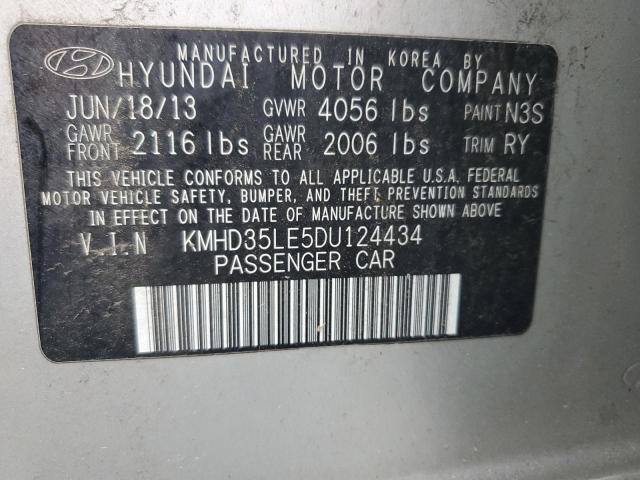 MANUFACTURED IN KOREA BY
HYUNDAI MOTOR COMPANY
JUN/18/13 GVWR 4056 lbs PAINT N3S
GAWR FRONT 2116 lbs GAWR REAR 2006 lbs TRIM RY
THIS VEHICLE CONFORMS TO ALL APPLICABLE U.S.A. FEDERAL
MOTOR VEHICLE SAFETY, BUMPER, AND THEFT PREVENTION STANDARDS
IN EFFECT ON THE DATE OF MANUFACTURE SHOWN ABOVE
V.I.N KMHD35LE5DU124434
PASSENGER CAR